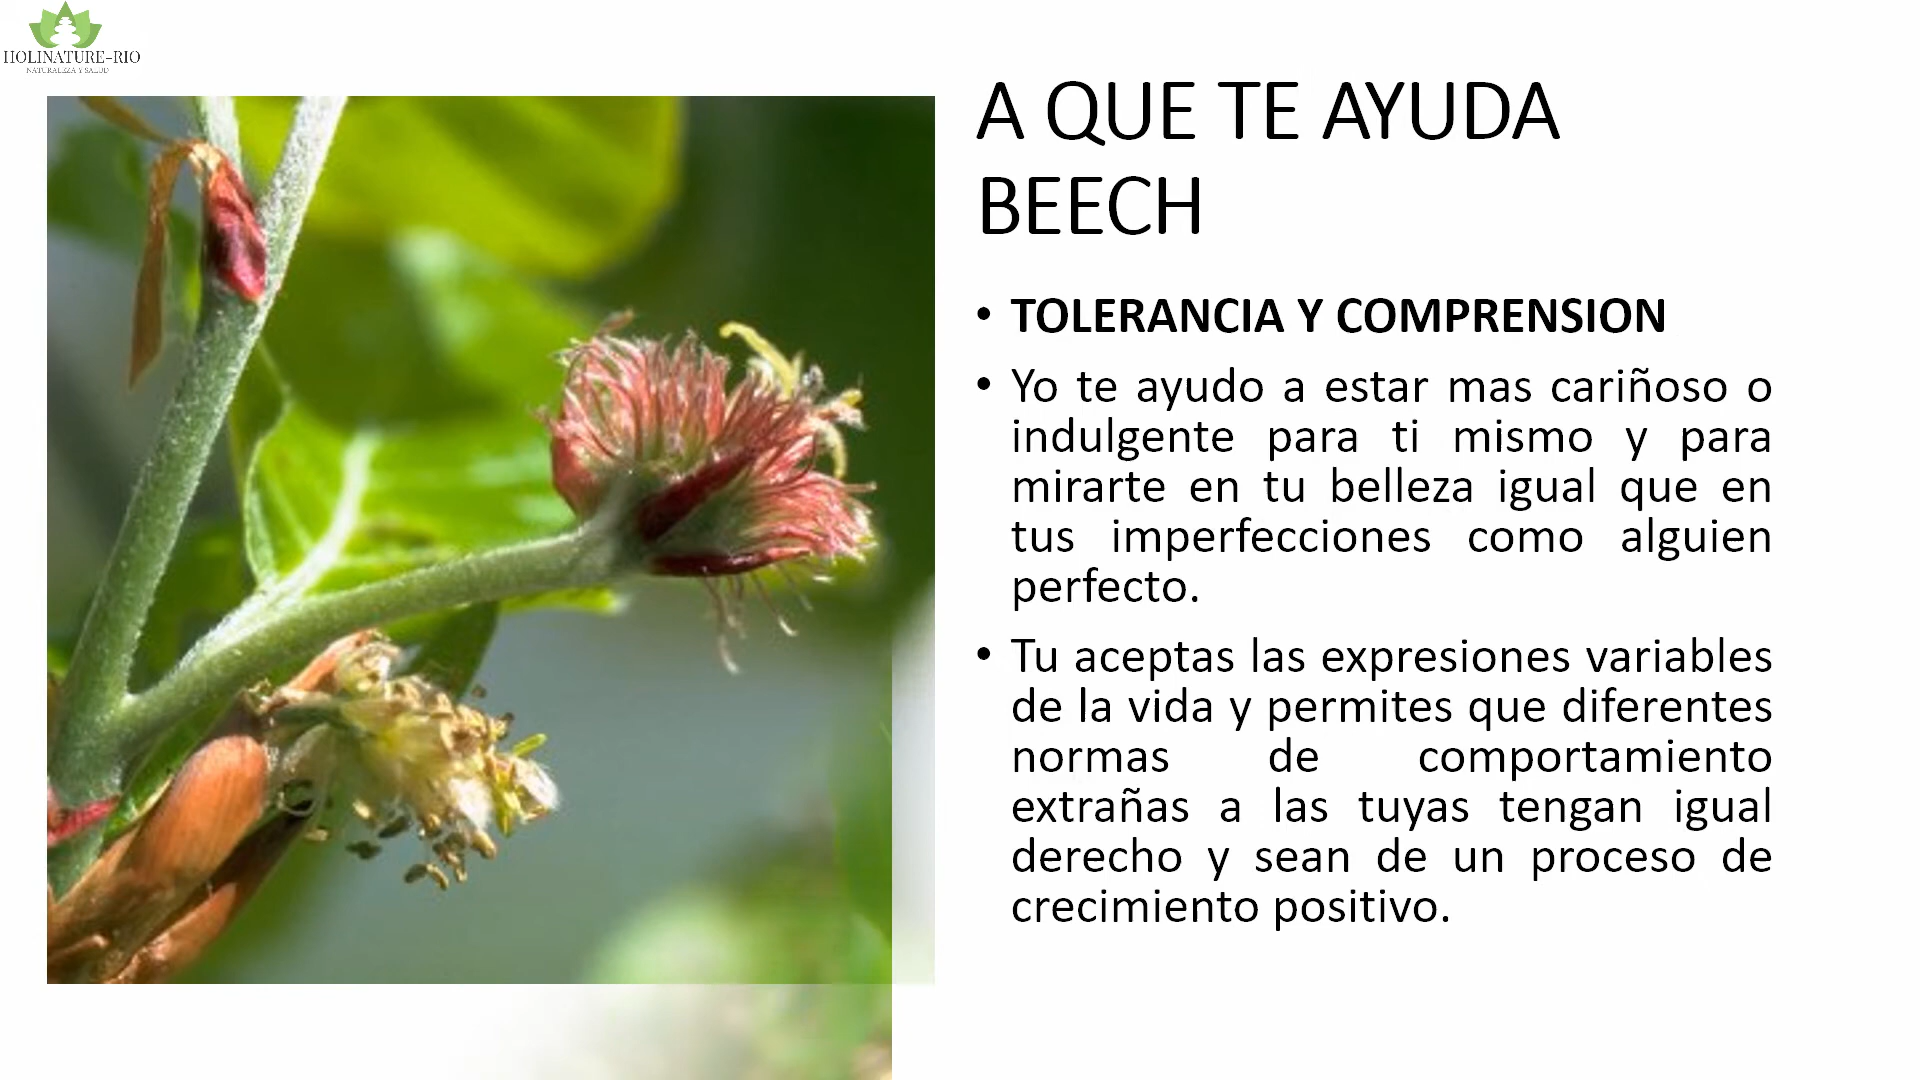 HOLINATURE-RIO
NATURALEZA Y SALUD
A QUE TE AYUDA
BEECH
• TOLERANCIA Y COMPRENSION
• Yo te ayudo a estar mas cariñoso o
indulgente para ti mismo y para
mirarte en tu belleza igual que en
tus imperfecciones como alguien
perfecto.
• Tu aceptas las expresiones variables
de la vida y permites que diferentes
normas de comportamiento
extrañas a las tuyas tengan igual
derecho y sean de un proceso de
crecimiento positivo.